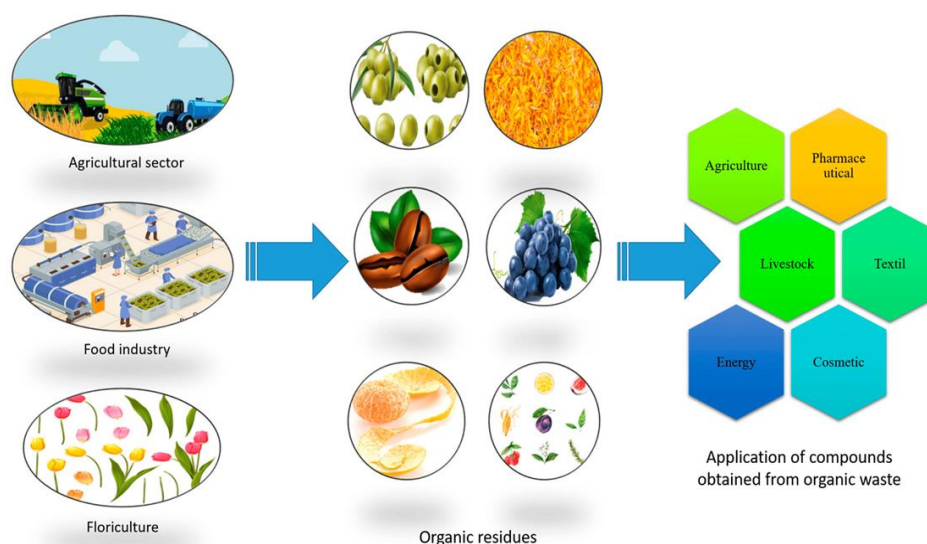 Agricultural sector
Food industry
Floriculture
Organic residues
Agriculture
Pharmace
utical
Livestock
Textil
Energy
Cosmetic
Application of compounds
obtained from organic waste